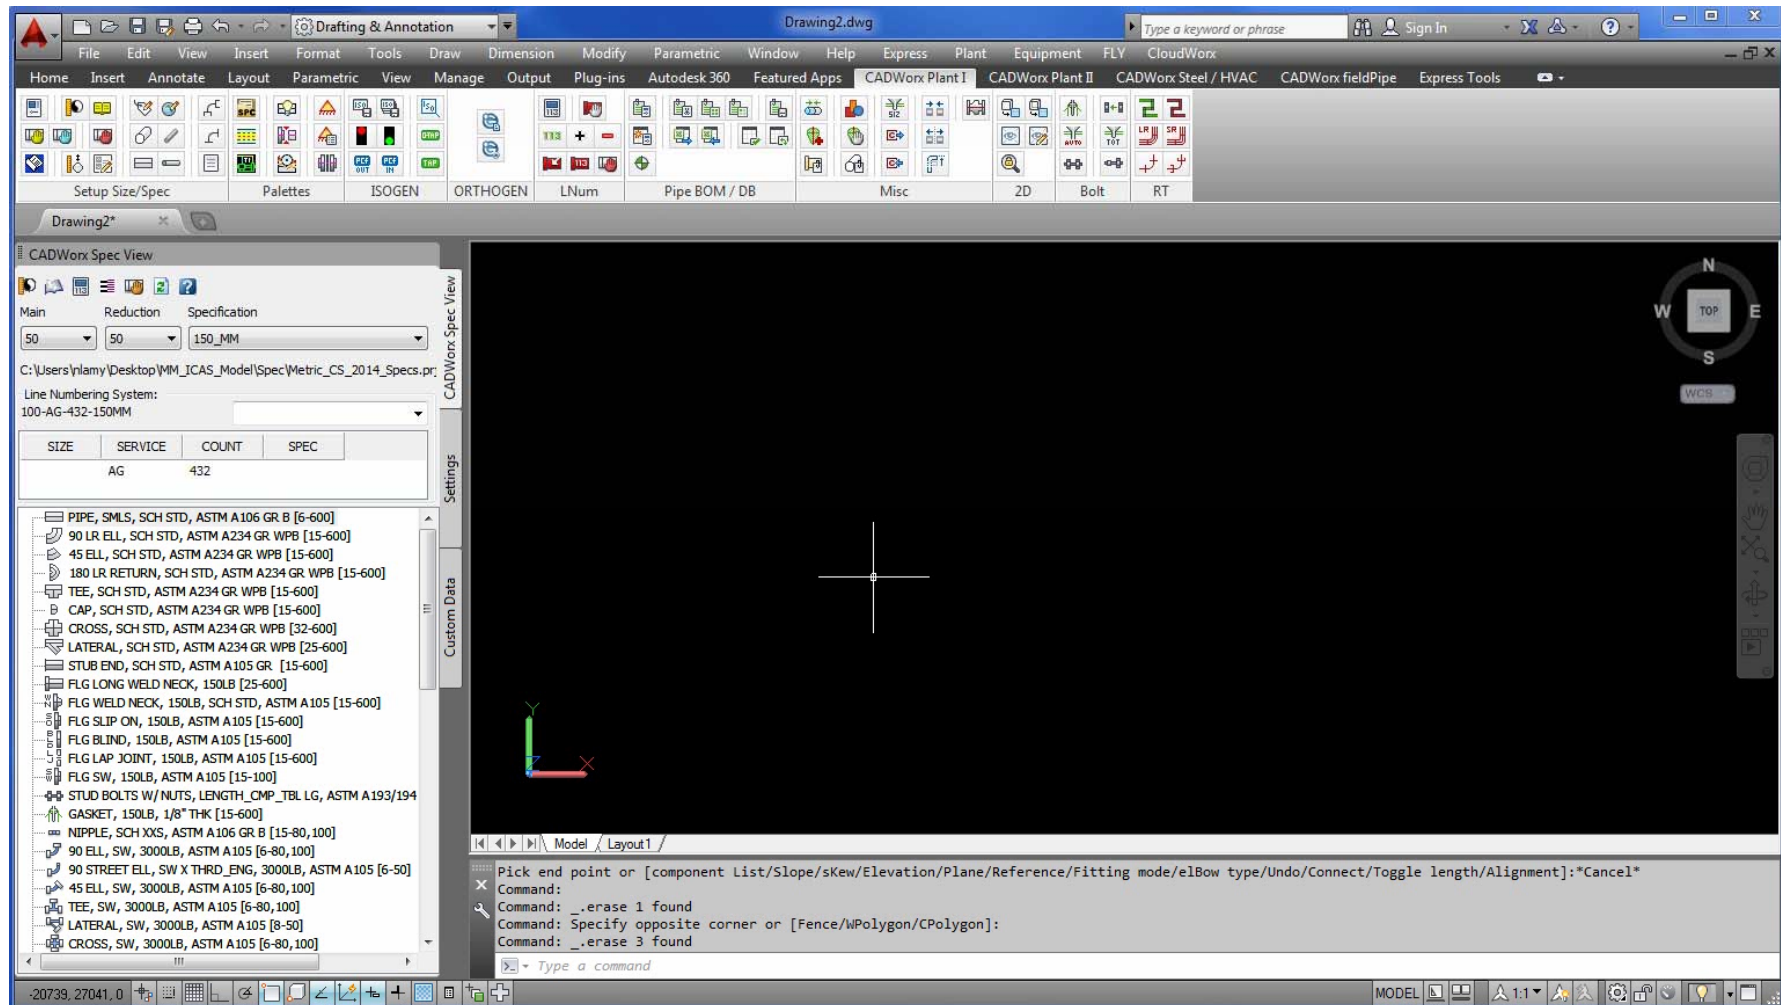 Drafting & Annotation
Drawing2.dwg
Type a keyword or phrase
Sign In
File Edit View Insert Format Tools Draw Dimension Modify Parametric Window Help Express Plant Equipment FLY CloudWorx
Home Insert Annotate Layout Parametric View Manage Output Plug-ins Autodesk 360 Featured Apps CADWorx Plant I CADWorx Plant II CADWorx Steel / HVAC CADWorx fieldPipe Express Tools
Setup Size/Spec Palettes ISOGEN ORTHOGEN LNum Pipe BOM / DB Misc 2D Bolt RT
Drawing2*
CADWorx Spec View
Main Reduction Specification
50 50 150_MM
C:\Users\nlamy\Desktop\MM_ICAS_Model\Spec\Metric_CS_2014_Specs.prj
Line Numbering System:
100-AG-432-150MM
SIZE SERVICE COUNT SPEC
AG 432
PIPE, SMLS, SCH STD, ASTM A106 GR B [6-600]
90 LR ELL, SCH STD, ASTM A234 GR WPB [15-600]
45 ELL, SCH STD, ASTM A234 GR WPB [15-600]
180 LR RETURN, SCH STD, ASTM A234 GR WPB [15-600]
TEE, SCH STD, ASTM A234 GR WPB [15-600]
CAP, SCH STD, ASTM A234 GR WPB [15-600]
CROSS, SCH STD, ASTM A234 GR WPB [32-600]
LATERAL, SCH STD, ASTM A234 GR WPB [25-600]
STUB END, SCH STD, ASTM A105 GR [15-600]
FLG LONG WELD NECK, 150LB [25-600]
FLG WELD NECK, 150LB, SCH STD, ASTM A105 [15-600]
FLG SLIP ON, 150LB, ASTM A105 [15-600]
FLG BLIND, 150LB, ASTM A105 [15-600]
FLG LAP JOINT, 150LB, ASTM A105 [15-600]
FLG SW, 150LB, ASTM A105 [15-100]
STUD BOLTS W/ NUTS, LENGTH_CMP_TBL LG, ASTM A193/194
GASKET, 150LB, 1/8" THK [15-600]
NIPPLE, SCH XXS, ASTM A106 GR B [15-80,100]
90 ELL, SW, 3000LB, ASTM A105 [6-80,100]
90 STREET ELL, SW X THRD_ENG, 3000LB, ASTM A105 [6-50]
45 ELL, SW, 3000LB, ASTM A105 [6-80,100]
TEE, SW, 3000LB, ASTM A105 [6-80,100]
LATERAL, SW, 3000LB, ASTM A105 [8-50]
CROSS, SW, 3000LB, ASTM A105 [6-80,100]
CADWorx Spec View
Settings
Custom Data
N
W TOP E
S
WCS
Y
Z X
Model Layout1
Pick end point or [component List/Slope/sKew/Elevation/Plane/Reference/Fitting mode/elBow type/Undo/Connect/Toggle length/Alignment]:*Cancel*
Command:
Command: _.erase 1 found
Command: Specify opposite corner or [Fence/WPolygon/CPolygon]:
Command: _.erase 3 found
Type a command
-20739, 27041, 0
MODEL 1:1